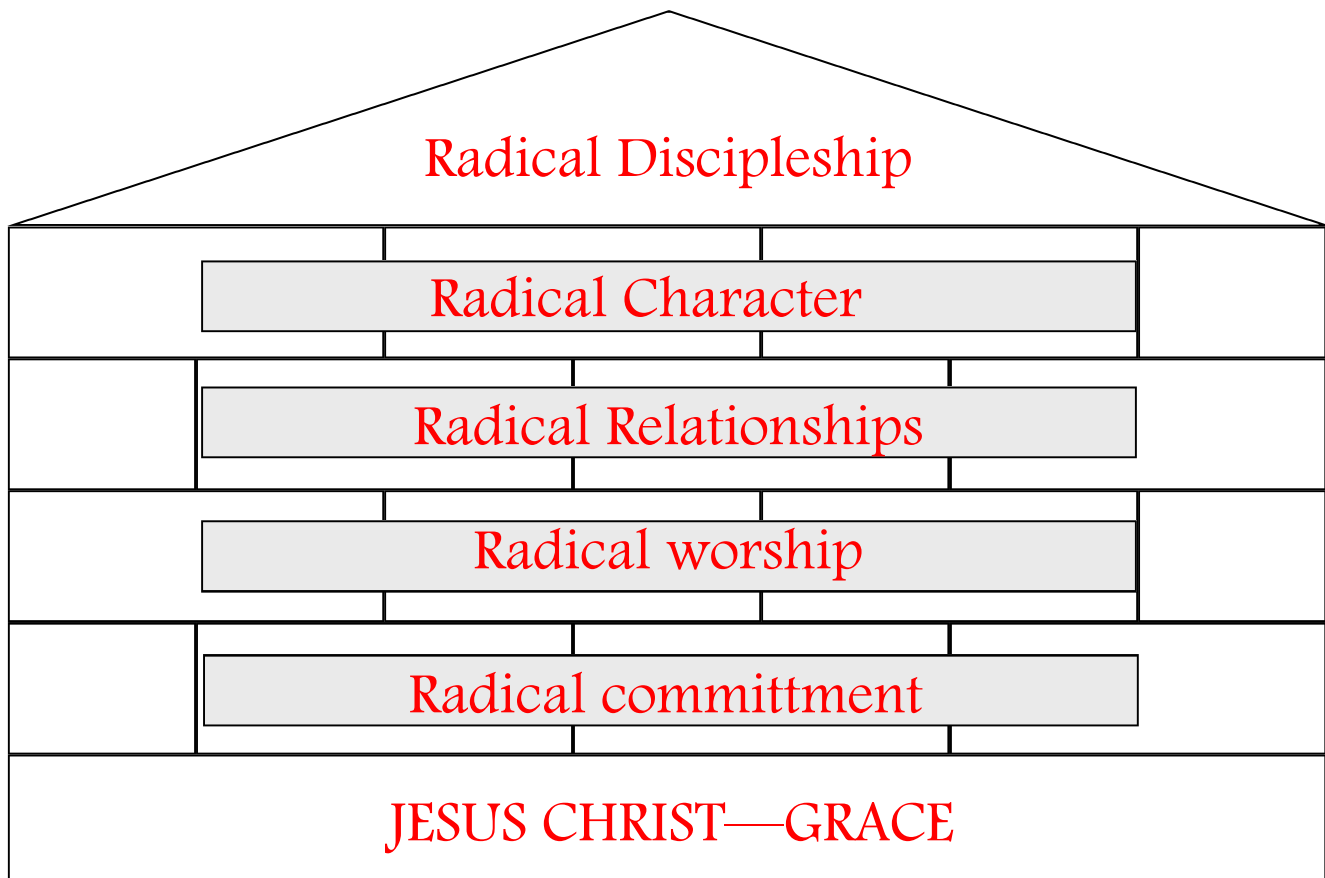 Radical Discipleship
Radical Character
Radical Relationships
Radical worship
Radical committment
JESUS CHRIST—GRACE